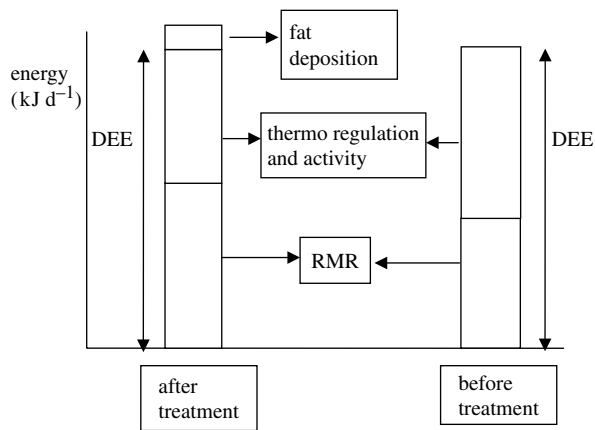 fat
deposition
energy
(kJ d−1)
DEE
thermo regulation
and activity
DEE
RMR
after
treatment
before
treatment